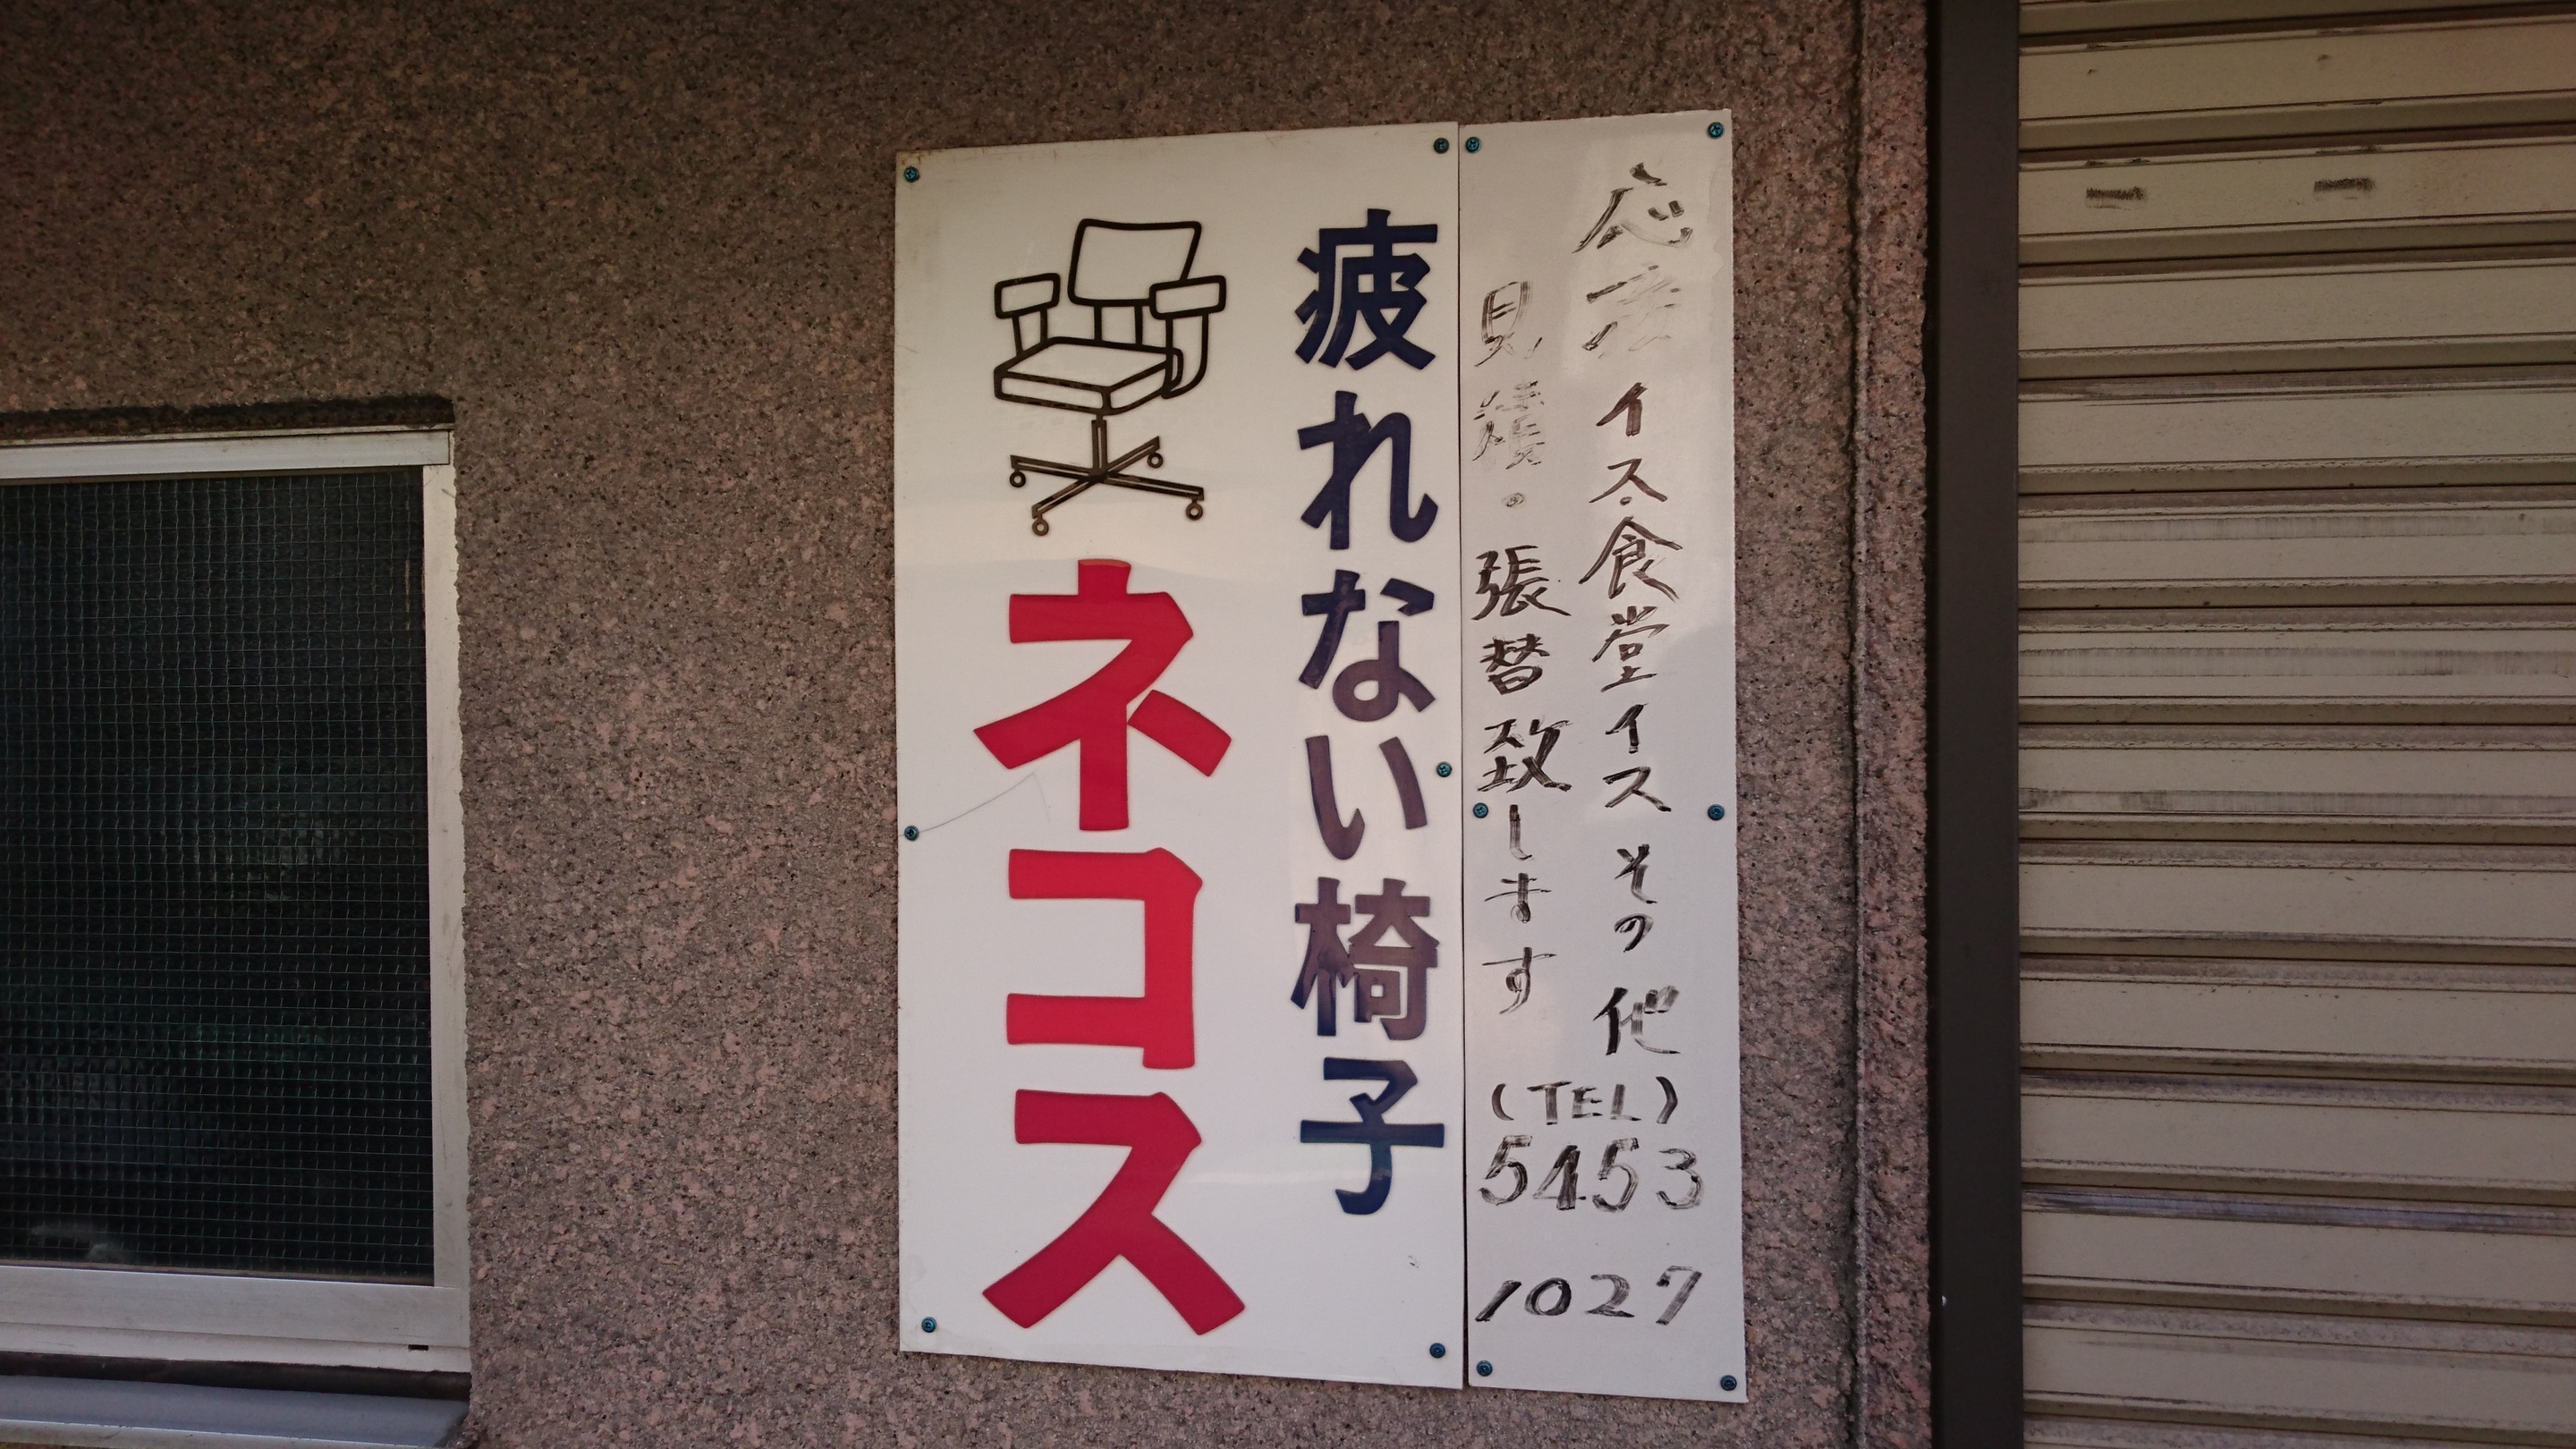 応接イス・食堂イスその他
見積・張替致します
(TEL)
5453
1027
疲れない椅子
ネコス